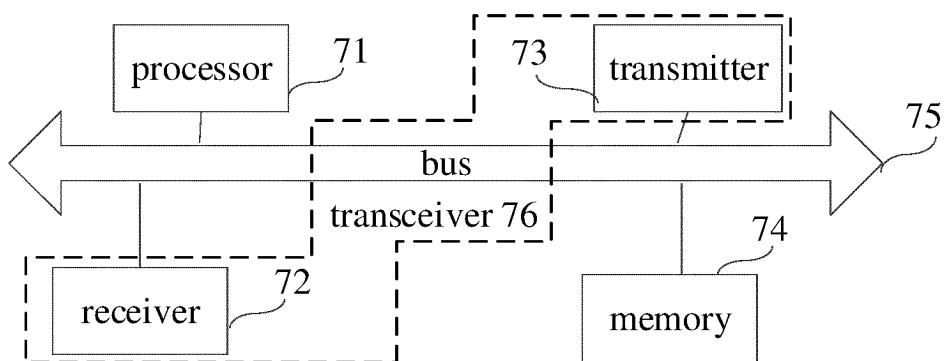 processor
71
73
transmitter
75
bus
transceiver 76
74
receiver
72
memory